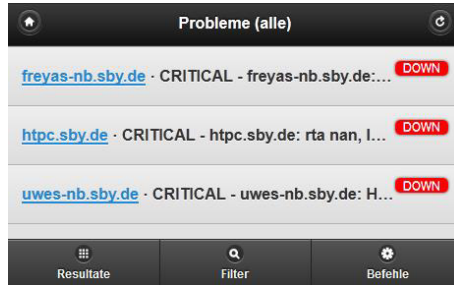 Probleme (alle)
freyas-nb.sby.de · CRITICAL - freyas-nb.sby.de:... DOWN
htpc.sby.de · CRITICAL - htpc.sby.de: rta nan, l... DOWN
uwes-nb.sby.de · CRITICAL - uwes-nb.sby.de: H... DOWN
Resultate Filter Befehle